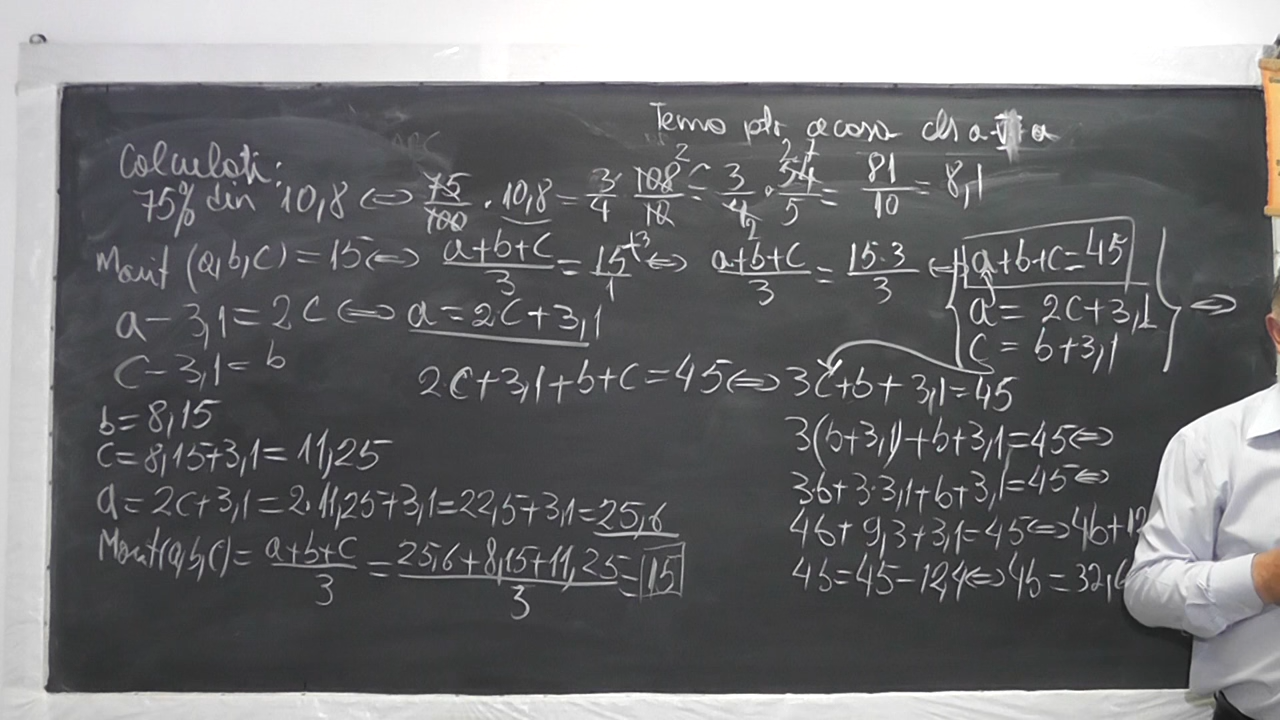 Tema ptr acasa cls a VI a
Calculati:
75% din 10,8 <=> 75/100 · 10,8 = 3/4 · 108/10 = 3/4 · 54/5 = 81/10 = 8,1
Marit (a,b,c) = 15 <=> (a+b+c)/3 = 15/1 <=> (a+b+c)/3 = 15·3/3 <=> a+b+c=45
a - 3,1 = 2c <=> a = 2c + 3,1
a = 2c + 3,1 <=>
c - 3,1 = b
c = b + 3,1
2c + 3,1 + b + c = 45 <=> 3c + b + 3,1 = 45
b = 8,15
3(b+3,1) + b + 3,1 = 45 <=>
c = 8,15 + 3,1 = 11,25
3b + 3·3,1 + b + 3,1 = 45 <=>
a = 2c + 3,1 = 2·11,25 + 3,1 = 22,5 + 3,1 = 25,6
4b + 9,3 + 3,1 = 45 <=> 4b + 12
Marit (a,b,c) = (a+b+c)/3 = (25,6 + 8,15 + 11,25)/3 = 15
4b = 45 - 12,4 <=> 4b = 32,6